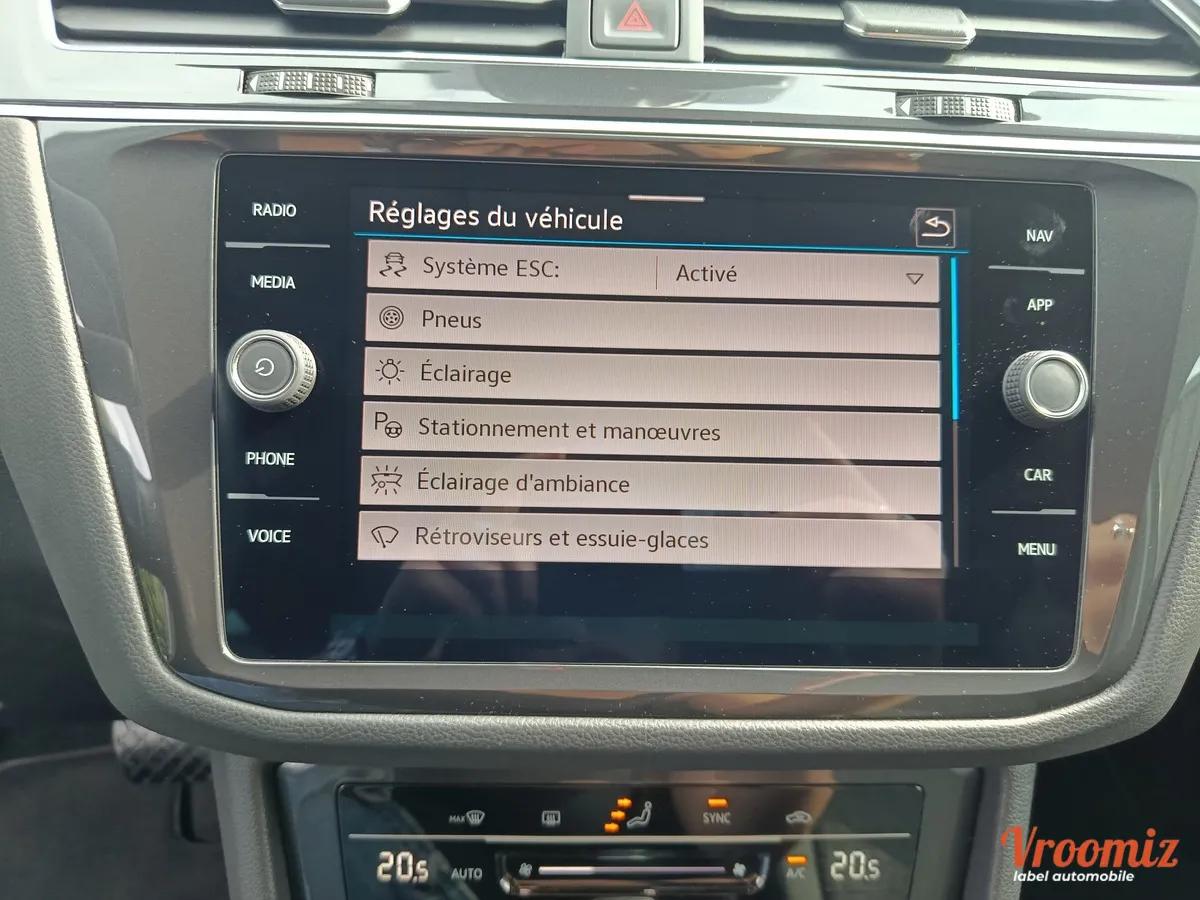 RADIO
MEDIA
PHONE
VOICE
Réglages du véhicule
Système ESC: Activé
Pneus
Éclairage
Stationnement et manœuvres
Éclairage d'ambiance
Rétroviseurs et essuie-glaces
NAV
APP
CAR
MENU
MAX
SYNC
20,5 AUTO A/C 20,5
Vroomiz
label automobile